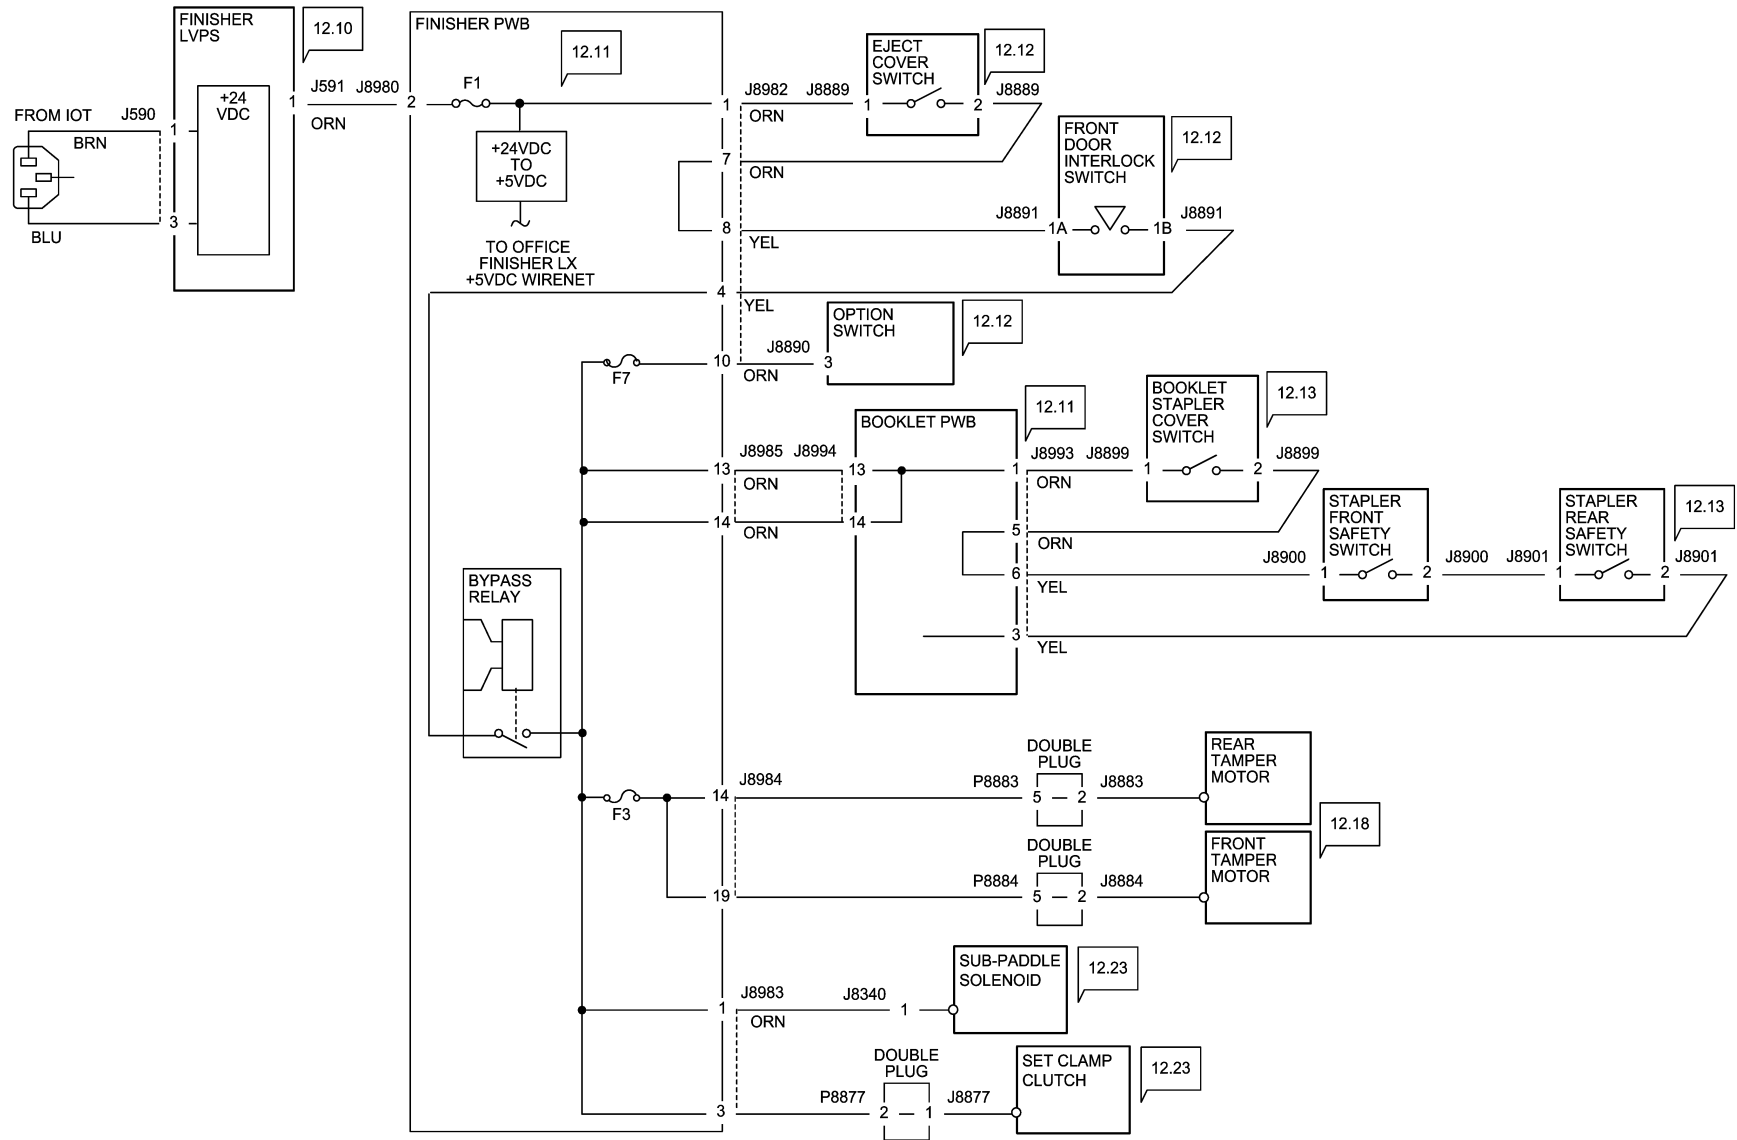 FINISHER
LVPS
12.10
+24
VDC
1
J591 J8980
ORN
FROM IOT
J590
BRN
1
3
BLU
FINISHER PWB
12.11
2
F1
+24VDC
TO
+5VDC
TO OFFICE
FINISHER LX
+5VDC WIRENET
1
J8982 J8889
ORN
EJECT
COVER
SWITCH
1
2
12.12
J8889
7
ORN
8
YEL
J8891
FRONT
DOOR
INTERLOCK
SWITCH
1A
1B
12.12
J8891
4
YEL
F7
10
ORN
J8890
OPTION
SWITCH
3
12.12
13
J8985 J8994
ORN
14
ORN
BOOKLET PWB
12.11
13
14
1
J8993 J8899
ORN
BOOKLET
STAPLER
COVER
SWITCH
1
2
12.13
J8899
5
ORN
6
YEL
J8900
STAPLER
FRONT
SAFETY
SWITCH
1
2
J8900 J8901
STAPLER
REAR
SAFETY
SWITCH
1
2
12.13
J8901
3
YEL
BYPASS
RELAY
F3
14
J8984
DOUBLE
PLUG
P8883
5
2
J8883
REAR
TAMPER
MOTOR
12.18
19
DOUBLE
PLUG
P8884
5
2
J8884
FRONT
TAMPER
MOTOR
1
J8983
ORN
J8340
1
SUB-PADDLE
SOLENOID
12.23
3
DOUBLE
PLUG
P8877
2
1
J8877
SET CLAMP
CLUTCH
12.23